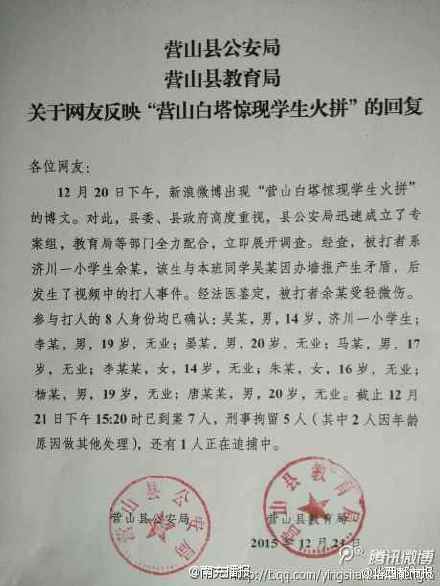 营山县公安局
营山县教育局
关于网友反映“营山白塔惊现学生火拼”的回复
各位网友：
12月20日下午，新浪微博出现“营山白塔惊现学生火拼”
的博文。对此，县委、县政府高度重视，县公安局迅速成立了专
案组，教育局等部门全力配合，立即展开调查。经查，被打者系
济川一小学生余某，该生与本班同学吴某因办墙报产生矛盾，后
发生了视频中的打人事件。经法医鉴定，被打者余某受轻微伤。
参与打人的8人身份均已确认：吴某，男，14岁，济川一小学生；
李某，男，19岁，无业；晏某，男，20岁，无业；马某，男，17
岁，无业；李某某，女，14岁，无业；朱某，女，16岁，无业；
杨某，男，19岁，无业；唐某某，男，20岁，无业。截止12月
21日下午15:20时已到案7人，刑事拘留5人（其中2人因年龄
原因做其他处理），还有1人正在追捕中。
营山县公安局
营山县教育局
营山县公安局
营山县教育局
2015年12月21日
腾讯微博
@南充播报
http://t.qq.com/yingshan